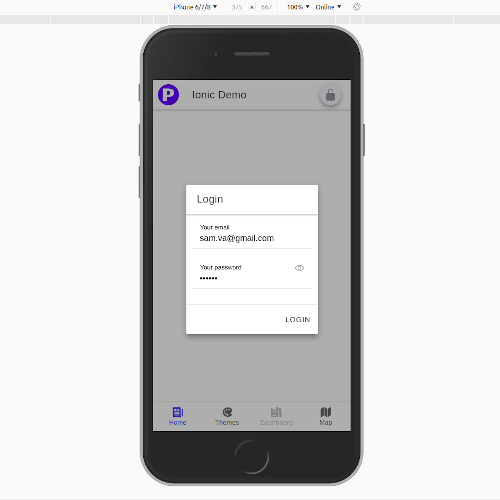 iPhone 6/7/8 ▼ 375 × 667 100% ▼ Online ▼
P Ionic Demo
Login
Your email
sam.va@gmail.com
Your password
••••••
LOGIN
Home Themes Dashboard Map